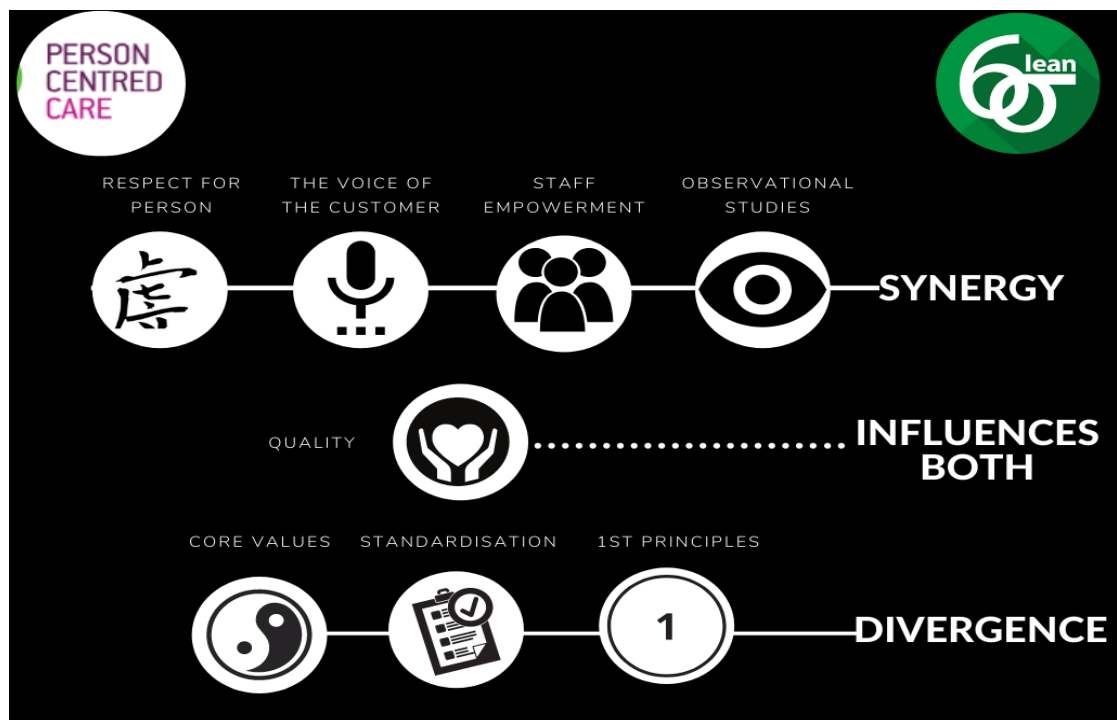 PERSON
CENTRED
CARE
lean
6σ
RESPECT FOR
PERSON
THE VOICE OF
THE CUSTOMER
STAFF
EMPOWERMENT
OBSERVATIONAL
STUDIES
SYNERGY
QUALITY
INFLUENCES
BOTH
CORE VALUES
STANDARDISATION
1ST PRINCIPLES
1
DIVERGENCE